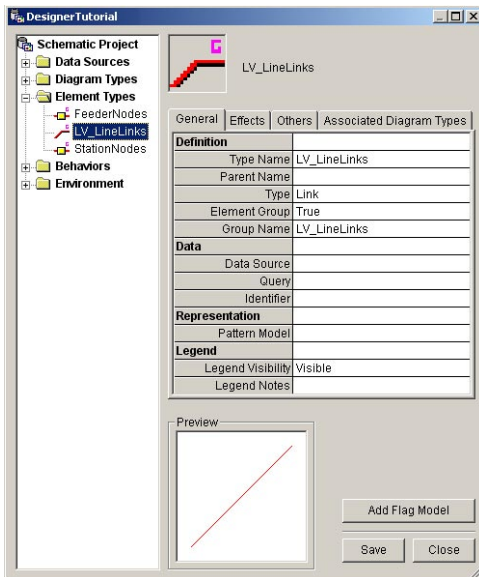 DesignerTutorial
Schematic Project
Data Sources
Diagram Types
Element Types
FeederNodes
LV_LineLinks
StationNodes
Behaviors
Environment
G
LV_LineLinks
General Effects Others Associated Diagram Types
Definition
Type Name LV_LineLinks
Parent Name
Type Link
Element Group True
Group Name LV_LineLinks
Data
Data Source
Query
Identifier
Representation
Pattern Model
Legend
Legend Visibility Visible
Legend Notes
Preview
Add Flag Model
Save Close